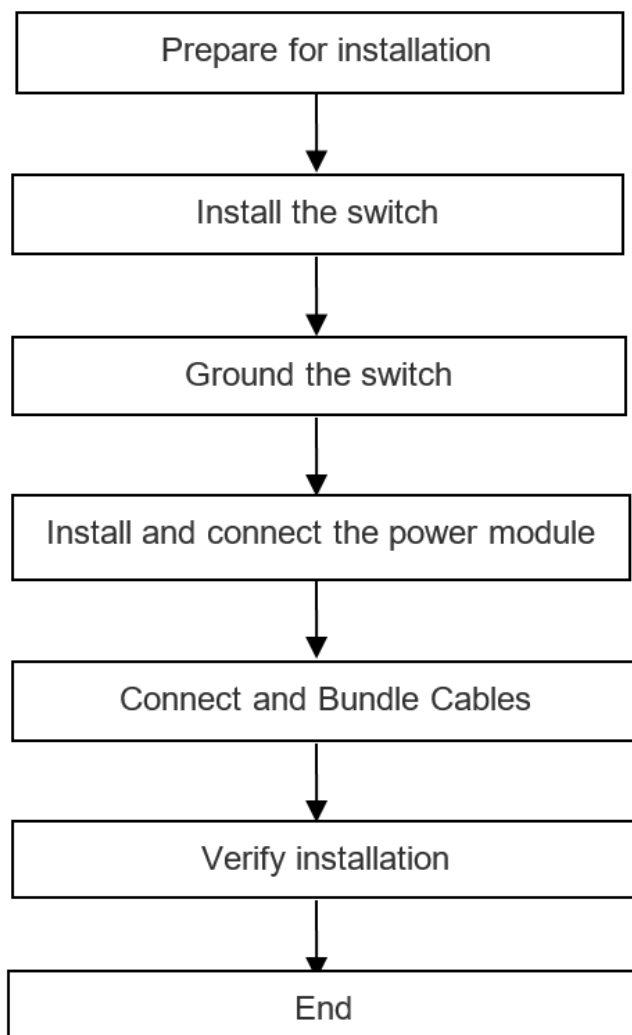 Prepare for installation
Install the switch
Ground the switch
Install and connect the power module
Connect and Bundle Cables
Verify installation
End